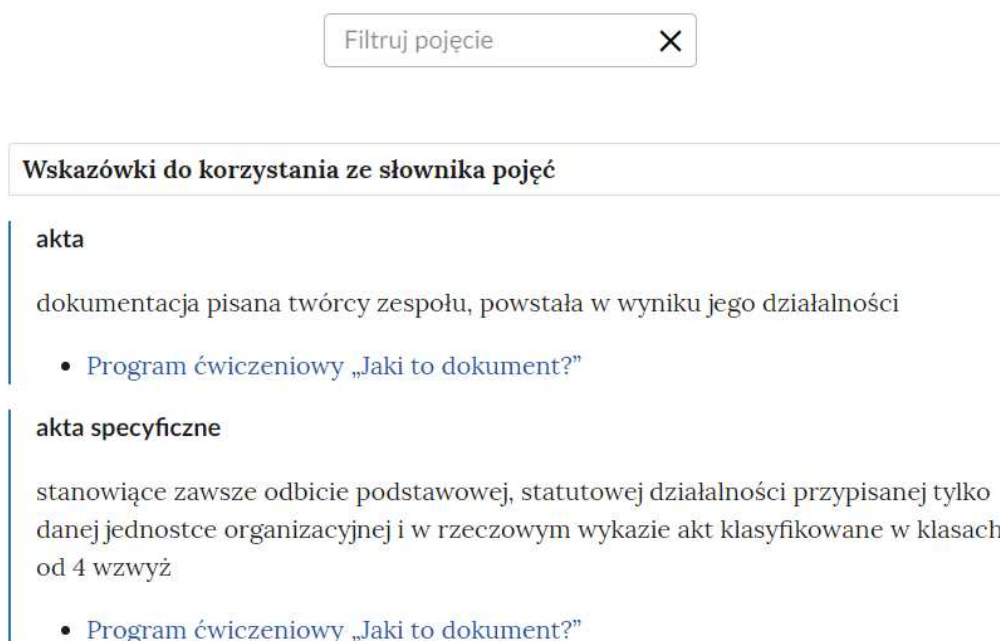 Filtruj pojęcie
Wskazówki do korzystania ze słownika pojęć
akta
dokumentacja pisana twórcy zespołu, powstała w wyniku jego działalności
• Program ćwiczeniowy „Jaki to dokument?”
akta specyficzne
stanowiące zawsze odbicie podstawowej, statutowej działalności przypisanej tylko
danej jednostce organizacyjnej i w rzeczowym wykazie akt klasyfikowane w klasach
od 4 wzwyż
• Program ćwiczeniowy „Jaki to dokument?”